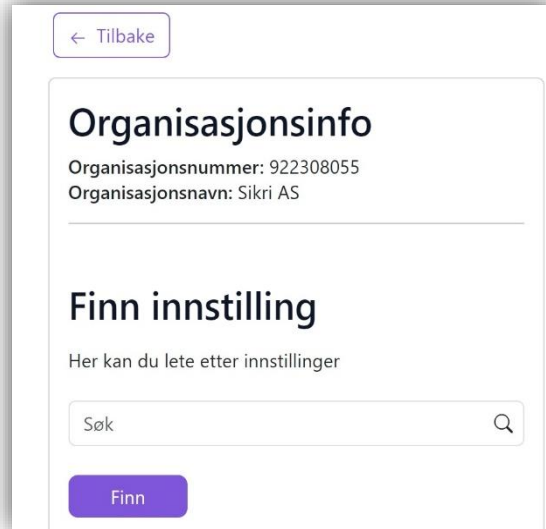 ← Tilbake
Organisasjonsinfo
Organisasjonsnummer: 922308055
Organisasjonsnavn: Sikri AS
Finn innstilling
Her kan du lete etter innstillinger
Søk
Finn